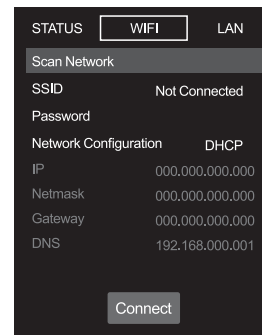 STATUS WIFI LAN
Scan Network
SSID Not Connected
Password
Network Configuration DHCP
IP 000.000.000.000
Netmask 000.000.000.000
Gateway 000.000.000.000
DNS 192.168.000.001
Connect